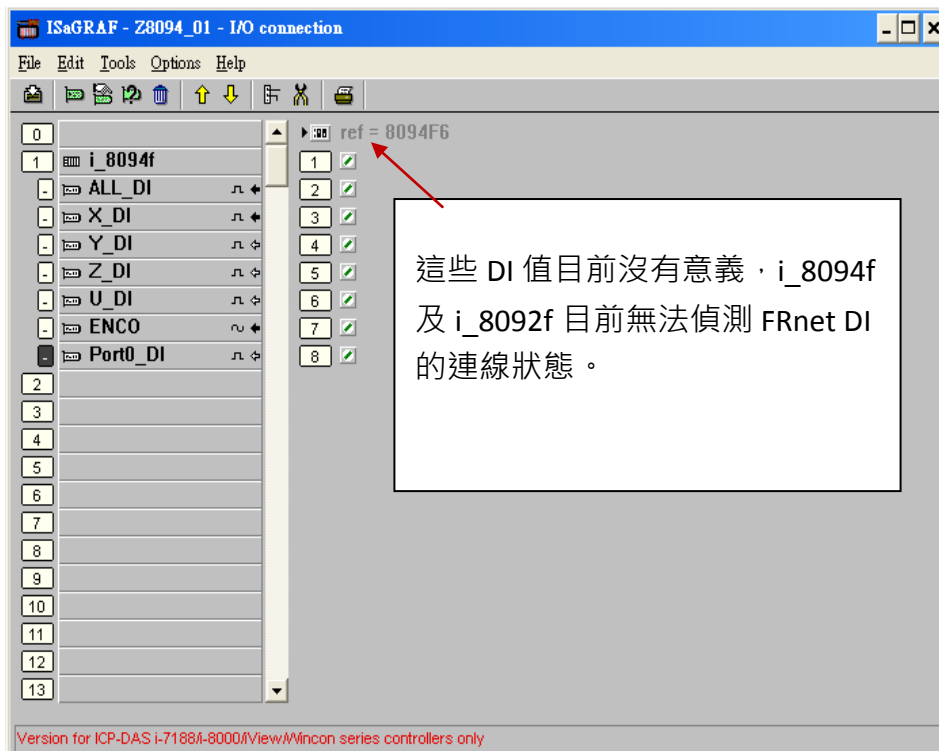 ISaGRAF - Z8094_01 - I/O connection
File Edit Tools Options Help
0
1 i_8094f
- ALL_DI
- X_DI
- Y_DI
- Z_DI
- U_DI
- ENCO
- Port0_DI
2
3
4
5
6
7
8
9
10
11
12
13
ref = 8094F6
1
2
3
4
5
6
7
8
這些 DI 值目前沒有意義，i_8094f
及 i_8092f 目前無法偵測 FRnet DI
的連線狀態。
Version for ICP-DAS i-7188/i-8000/iView/Wincon series controllers only